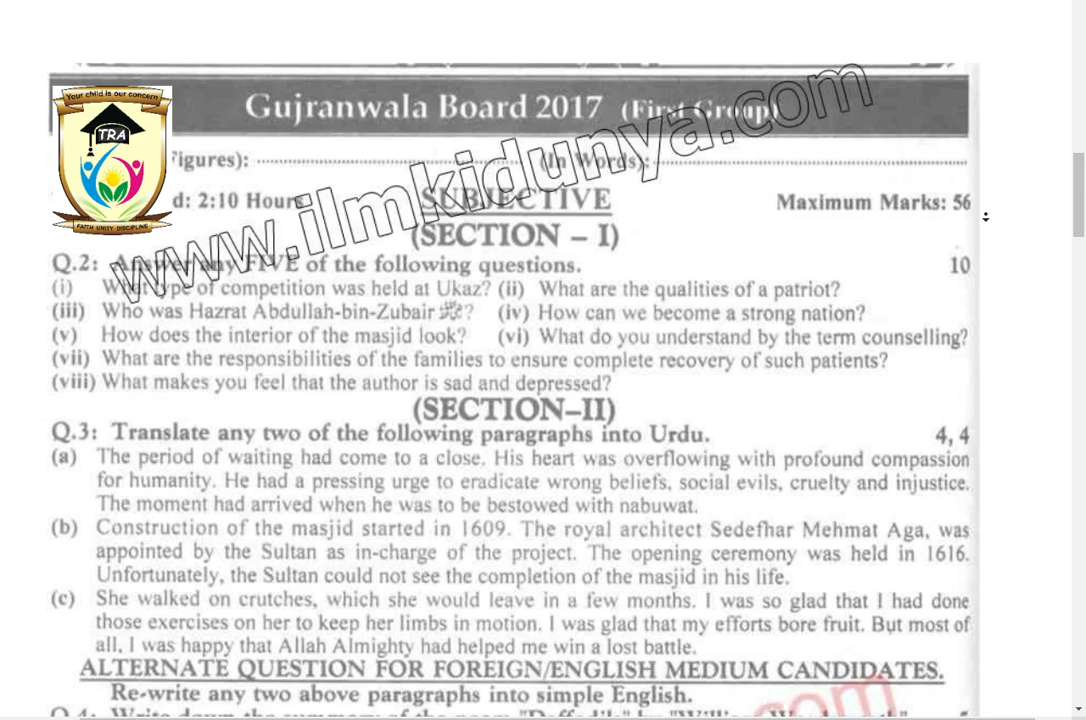 Your child is our concern
TRA
FAITH UNITY DISCIPLINE
Gujranwala Board 2017 (First Group)
igures): (In Words):
www.ilmkidunya.com
d: 2:10 Hours SUBJECTIVE Maximum Marks: 56
(SECTION – I)
Q.2: Answer any FIVE of the following questions. 10
(i) What type of competition was held at Ukaz? (ii) What are the qualities of a patriot?
(iii) Who was Hazrat Abdullah-bin-Zubair ? (iv) How can we become a strong nation?
(v) How does the interior of the masjid look? (vi) What do you understand by the term counselling?
(vii) What are the responsibilities of the families to ensure complete recovery of such patients?
(viii) What makes you feel that the author is sad and depressed?
(SECTION–II)
Q.3: Translate any two of the following paragraphs into Urdu. 4, 4
(a) The period of waiting had come to a close. His heart was overflowing with profound compassion
for humanity. He had a pressing urge to eradicate wrong beliefs, social evils, cruelty and injustice.
The moment had arrived when he was to be bestowed with nabuwat.
(b) Construction of the masjid started in 1609. The royal architect Sedefhar Mehmat Aga, was
appointed by the Sultan as in-charge of the project. The opening ceremony was held in 1616.
Unfortunately, the Sultan could not see the completion of the masjid in his life.
(c) She walked on crutches, which she would leave in a few months. I was so glad that I had done
those exercises on her to keep her limbs in motion. I was glad that my efforts bore fruit. But most of
all, I was happy that Allah Almighty had helped me win a lost battle.
ALTERNATE QUESTION FOR FOREIGN/ENGLISH MEDIUM CANDIDATES.
Re-write any two above paragraphs into simple English.
com